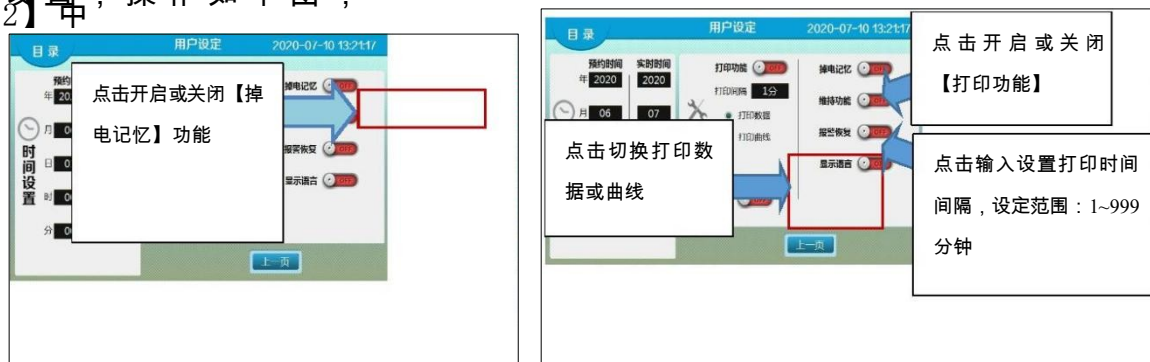 2】中
目录
用户设定
2020-07-10 13:21:17
预约
年 20
月 0
日 0
时 0
分 0
时间设置
点击开启或关闭【掉
电记忆】功能
掉电记忆 OFF
报警恢复 OFF
显示语言 OFF
上一页
目录
用户设定
2020-07-10 13:21:17
预约时间 实时时间
年 2020 2020
月 06 07
打印功能 OFF
打印间隔 1分
打印数据
打印曲线
掉电记忆 OFF
维持功能 OFF
报警恢复 OFF
显示语言 OFF
上一页
点击切换打印数
据或曲线
点击开启或关闭
【打印功能】
点击输入设置打印时间
间隔，设定范围：1~999
分钟